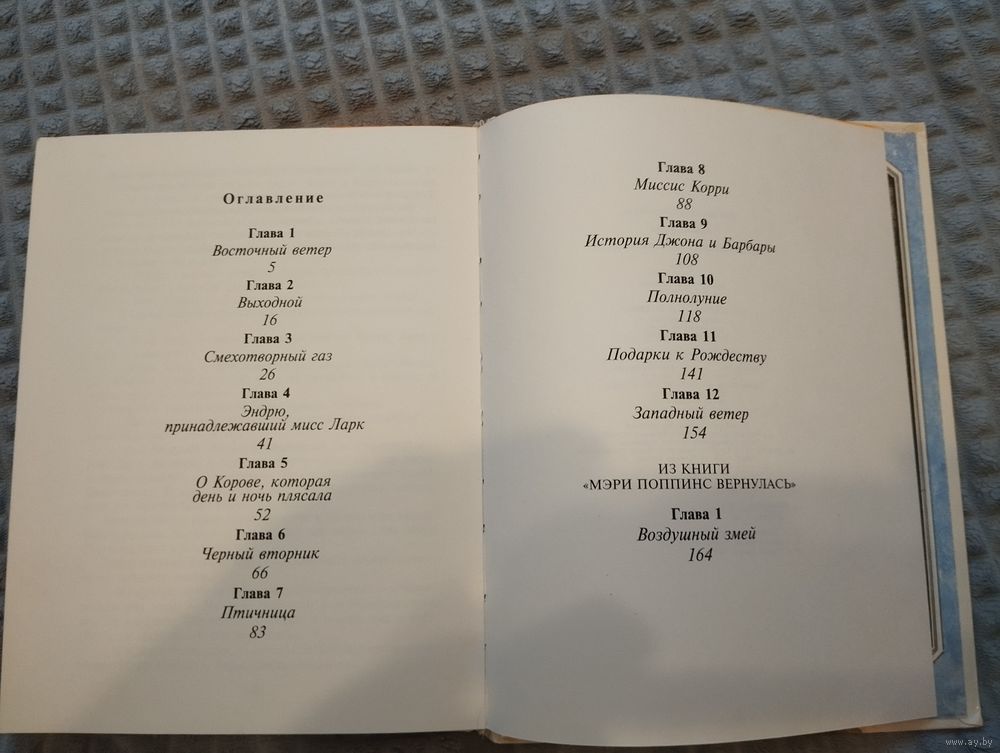 Оглавление
Глава 1
Восточный ветер
5
Глава 2
Выходной
16
Глава 3
Смехотворный газ
26
Глава 4
Эндрю,
принадлежавший мисс Ларк
41
Глава 5
О Корове, которая
день и ночь плясала
52
Глава 6
Черный вторник
66
Глава 7
Птичница
83
Глава 8
Миссис Корри
88
Глава 9
История Джона и Барбары
108
Глава 10
Полнолуние
118
Глава 11
Подарки к Рождеству
141
Глава 12
Западный ветер
154
ИЗ КНИГИ
«МЭРИ ПОППИНС ВЕРНУЛАСЬ»
Глава 1
Воздушный змей
164
www.ay.by